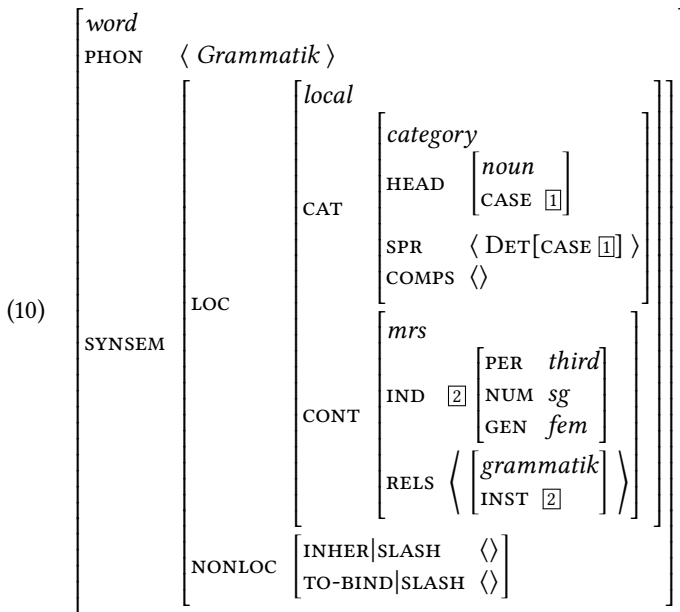 word
PHON ⟨ Grammatik ⟩
local
category
HEAD noun
CASE 1
CAT
SPR ⟨ DET[CASE 1] ⟩
COMPS ⟨⟩
(10)
LOC
SYNSEM
mrs
PER third
IND 2 NUM sg
GEN fem
CONT
RELS ⟨ grammatik
INST 2 ⟩
INHER|SLASH ⟨⟩
NONLOC
TO-BIND|SLASH ⟨⟩